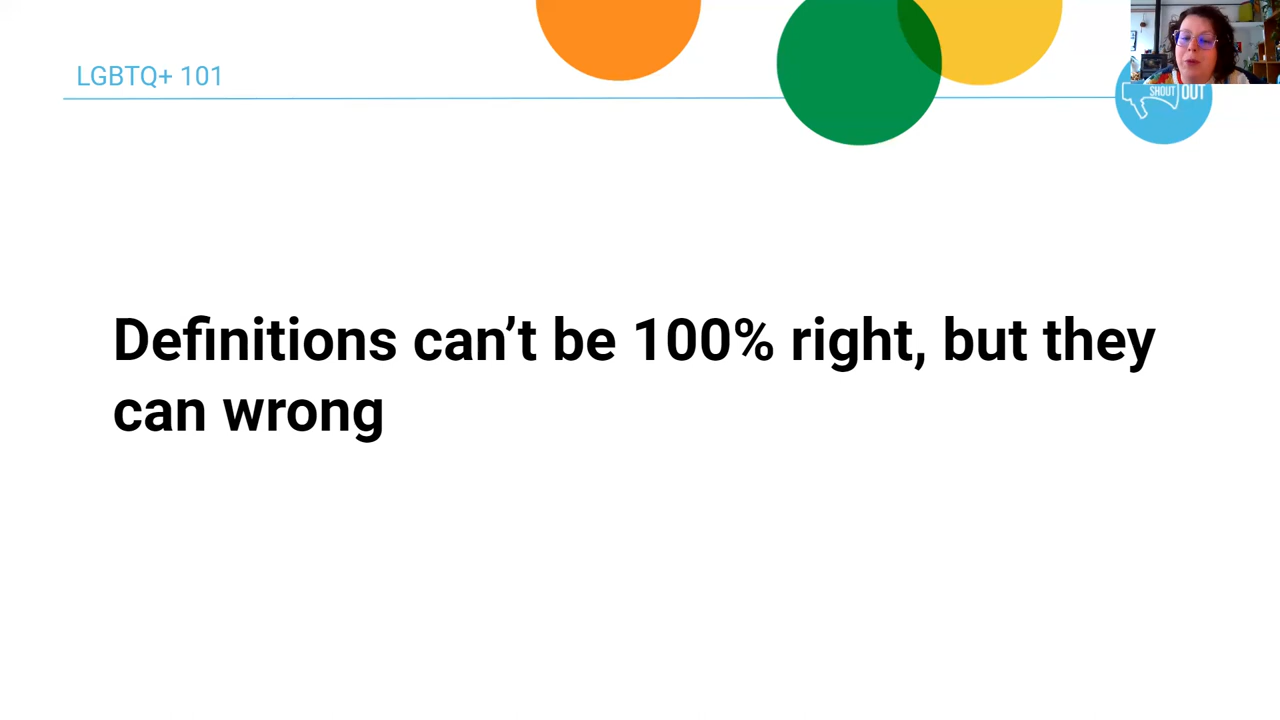 LGBTQ+ 101
SHOUT OUT
Definitions can’t be 100% right, but they
can wrong